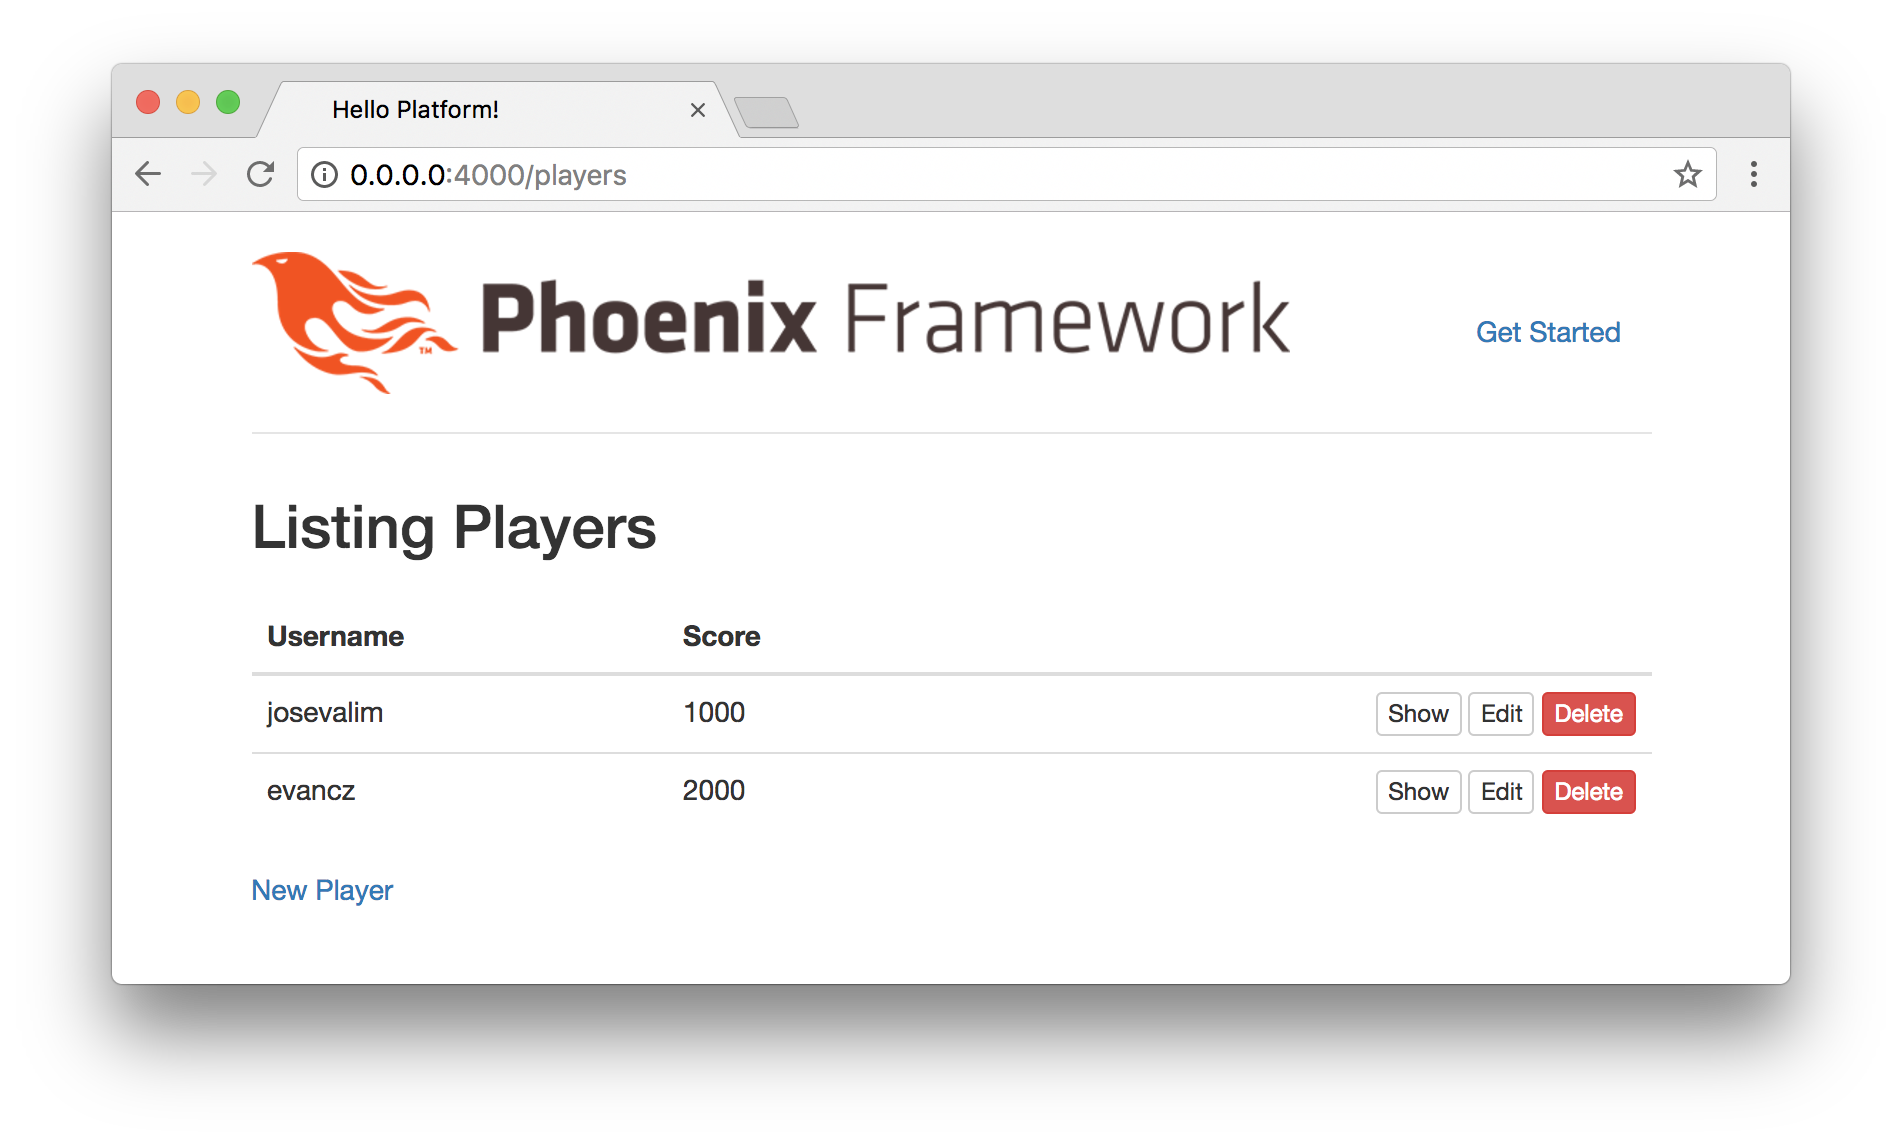 Hello Platform!
0.0.0.0:4000/players
Phoenix Framework
TM
Get Started
Listing Players
Username Score
josevalim 1000 Show Edit Delete
evancz 2000 Show Edit Delete
New Player